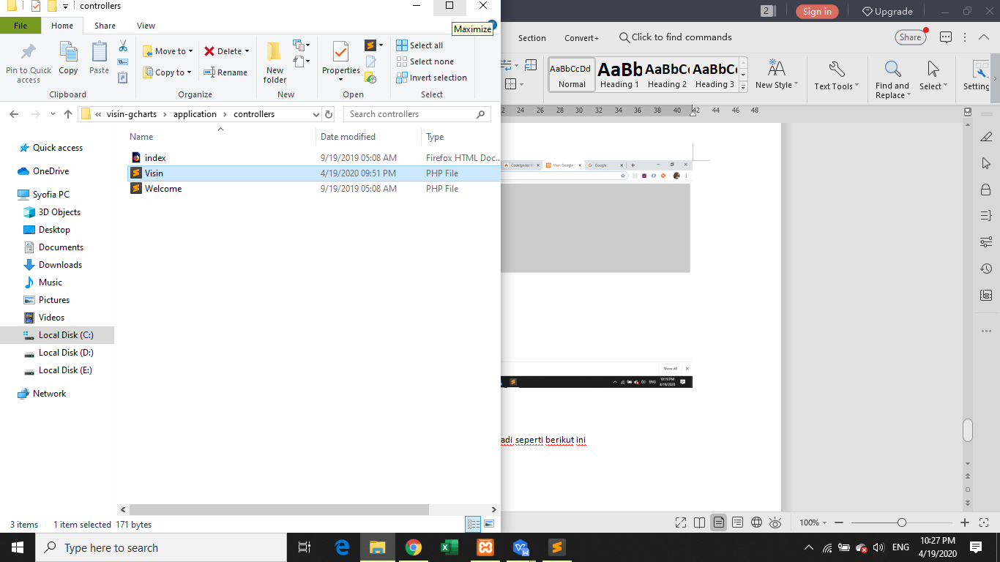 controllers
2
Sign in
Upgrade
File
Home
Share
View
Maximize
Section
Convert+
Click to find commands
Share
Pin to Quick
access
Copy
Paste
Move to
Copy to
Delete
Rename
New
folder
Properties
Select all
Select none
Invert selection
Clipboard
Organize
New
Open
Select
AaBbCcDd
Normal
AaBb
Heading 1
AaBbC
Heading 2
AaBbC
Heading 3
New Style
Text Tools
Find and
Replace
Select
Setting
« visin-gcharts > application > controllers
Search controllers
22 24 26 28 30 32 34 36 38 40 42 44 46 48
Name
Date modified
Type
index 9/19/2019 05:08 AM Firefox HTML Doc...
Visin 4/19/2020 09:51 PM PHP File
Welcome 9/19/2019 05:08 AM PHP File
Quick access
OneDrive
Syofia PC
3D Objects
Desktop
Documents
Downloads
Music
Pictures
Videos
Local Disk (C:)
Local Disk (D:)
Local Disk (E:)
Network
CodeIgniter
Visin Google
Google
Show all
ENG
10:19 PM
4/19/2020
adi seperti berikut ini
3 items
1 item selected 171 bytes
100%
Type here to search
ENG
10:27 PM
4/19/2020